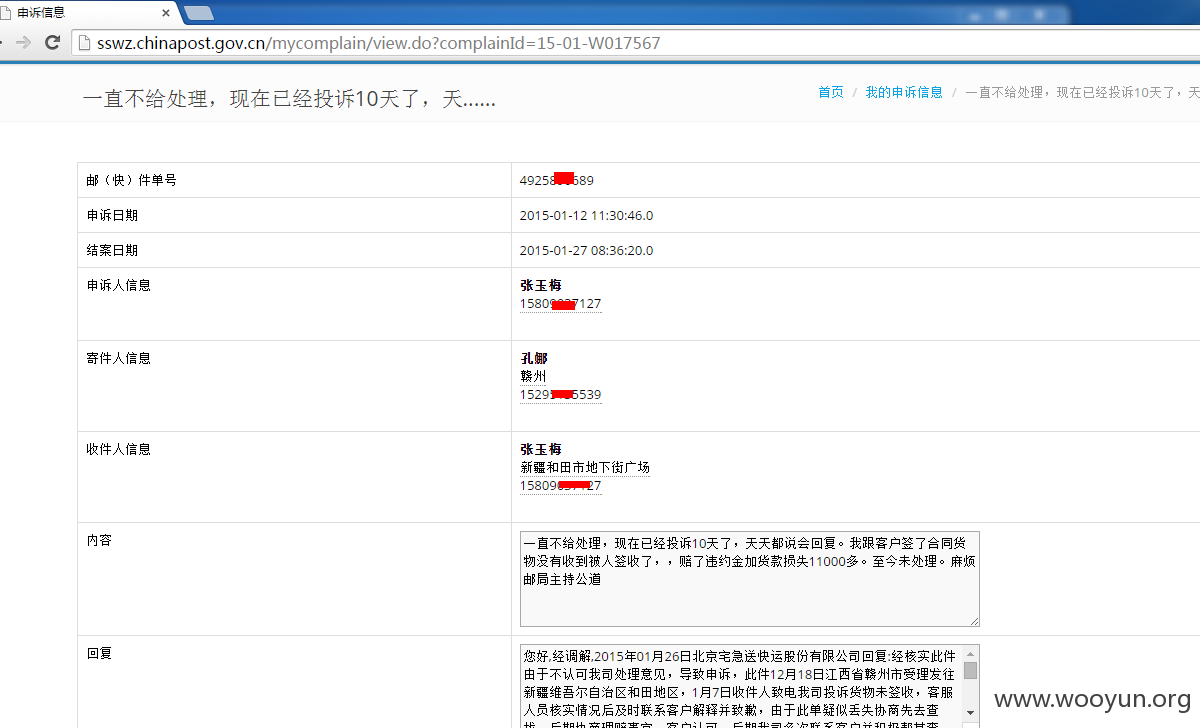 申诉信息
sswz.chinapost.gov.cn/mycomplain/view.do?complainId=15-01-W017567
一直不给处理，现在已经投诉10天了，天......
首页 / 我的申诉信息 / 一直不给处理，现在已经投诉10天了，天
邮（快）件单号
49258 689
申诉日期
2015-01-12 11:30:46.0
结案日期
2015-01-27 08:36:20.0
申诉人信息
张玉梅
15809 7127
寄件人信息
孔娜
赣州
1529 5539
收件人信息
张玉梅
新疆和田市地下街广场
15809 27
内容
一直不给处理，现在已经投诉10天了，天天都说会回复。我跟客户签了合同货
物没有收到被人签收了，，赔了违约金加货款损失11000多。至今未处理。麻烦
邮局主持公道
回复
您好,经调解,2015年01月26日北京宅急送快运股份有限公司回复:经核实此件
由于不认可我司处理意见，导致申诉，此件12月18日江西省赣州市受理发往
新疆维吾尔自治区和田地区，1月7日收件人致电我司投诉货物未签收，客服
人员核实情况后及时联系客户解释并致歉，由于此单疑似丢失协商先去查
www.wooyun.org